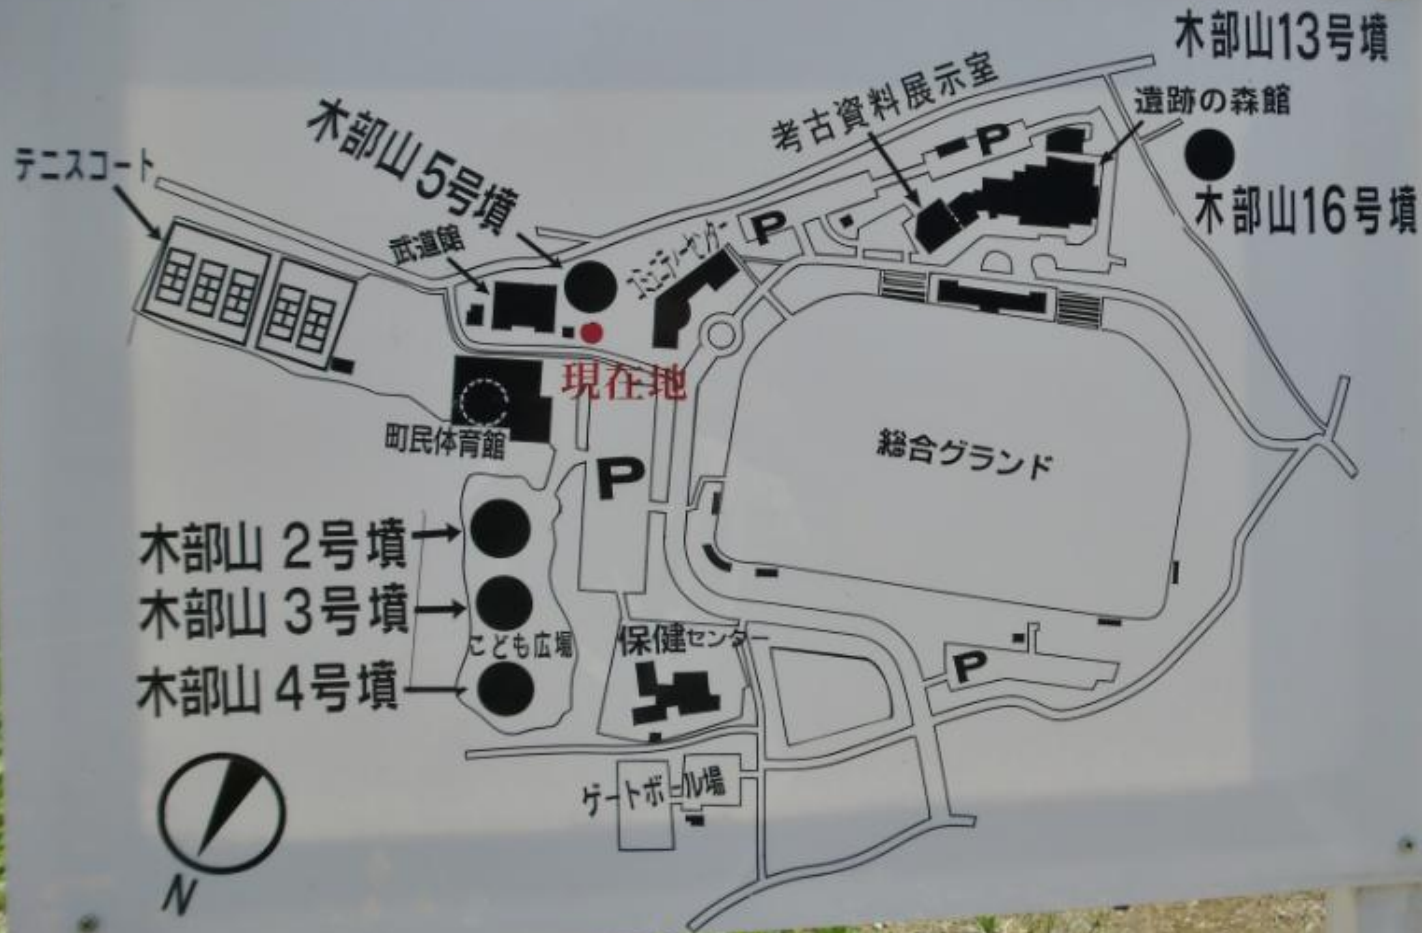 木部山13号墳
遺跡の森館
考古資料展示室
P
木部山5号墳
テニスコート
木部山16号墳
武道館
コミュニティーセンター
P
現在地
町民体育館
総合グランド
P
木部山 2号墳
木部山 3号墳
こども広場
保健センター
木部山 4号墳
P
ゲートボール場
N